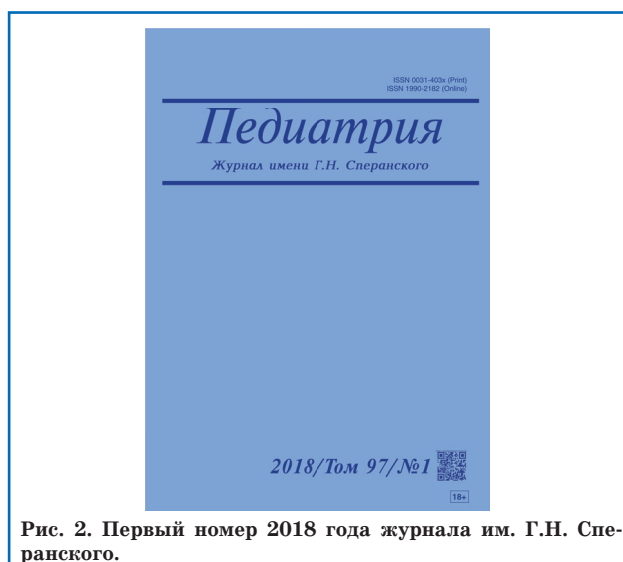 ISSN 0031-403x (Print)
ISSN 1990-2182 (Online)
Педиатрия
Журнал имени Г.Н. Сперанского
2018/Том 97/№1
18+
Рис. 2. Первый номер 2018 года журнала им. Г.Н. Спе-
ранского.